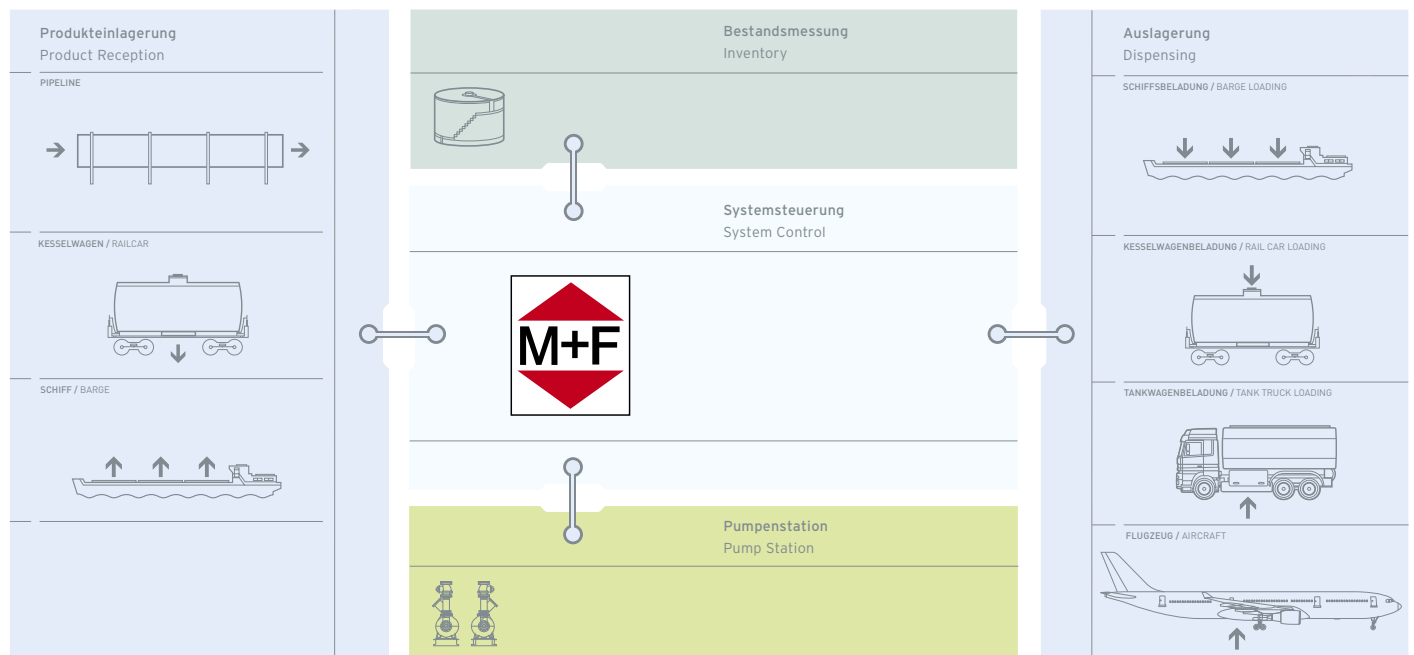 Produkteinlagerung
Product Reception
PIPELINE
KESSELWAGEN / RAILCAR
SCHIFF / BARGE
Bestandsmessung
Inventory
Systemsteuerung
System Control
M+F
Pumpenstation
Pump Station
Auslagerung
Dispensing
SCHIFFSBELADUNG / BARGE LOADING
KESSELWAGENBELADUNG / RAIL CAR LOADING
TANKWAGENBELADUNG / TANK TRUCK LOADING
FLUGZEUG / AIRCRAFT